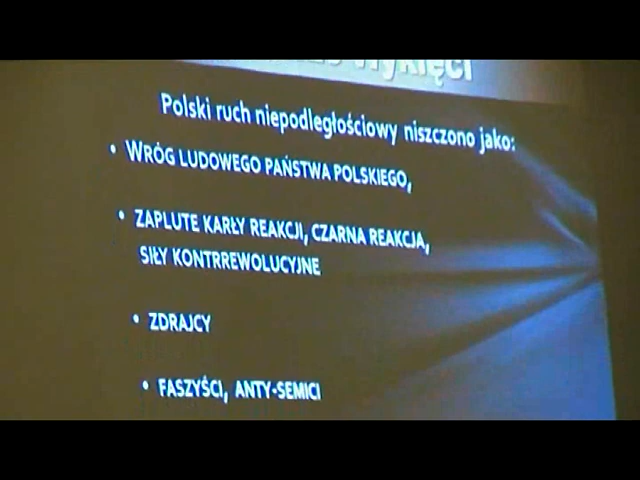 Wyklęci
Polski ruch niepodległościowy niszczono jako:
• WRÓG LUDOWEGO PAŃSTWA POLSKIEGO,
• ZAPLUTE KARŁY REAKCJI, CZARNA REAKCJA,
SIŁY KONTRREWOLUCYJNE
• ZDRAJCY
• FASZYŚCI, ANTY-SEMICI